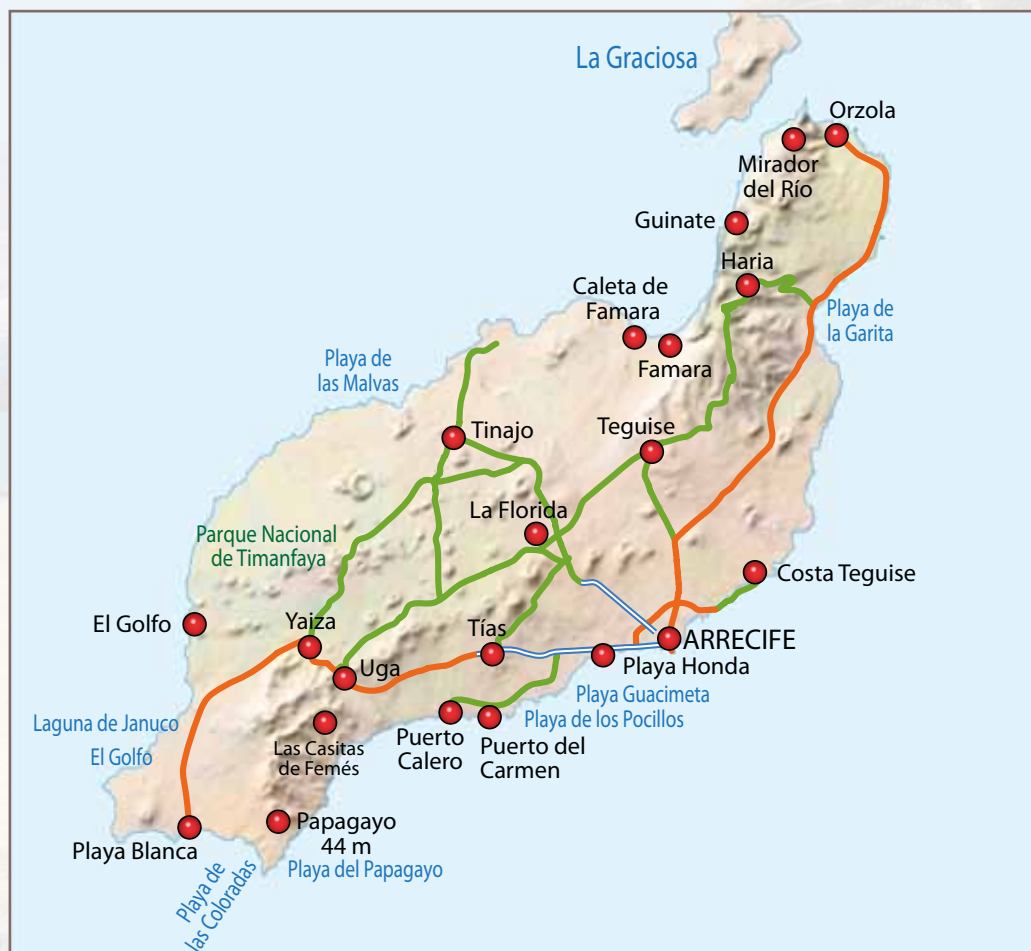 La Graciosa
Orzola
Mirador
del Río
Guinate
Haria
Caleta de
Famara
Famara
Playa de
la Garita
Playa de
las Malvas
Tinajo
Teguise
La Florida
Parque Nacional
de Timanfaya
Costa Teguise
El Golfo
Yaiza
Tías
ARRECIFE
Uga
Playa Honda
Playa Guacimeta
Playa de los Pocillos
Laguna de Januco
El Golfo
Las Casitas
de Femés
Puerto
Calero
Puerto del
Carmen
Papagayo
44 m
Playa Blanca
Playa del Papagayo
Playa de
las Coloradas